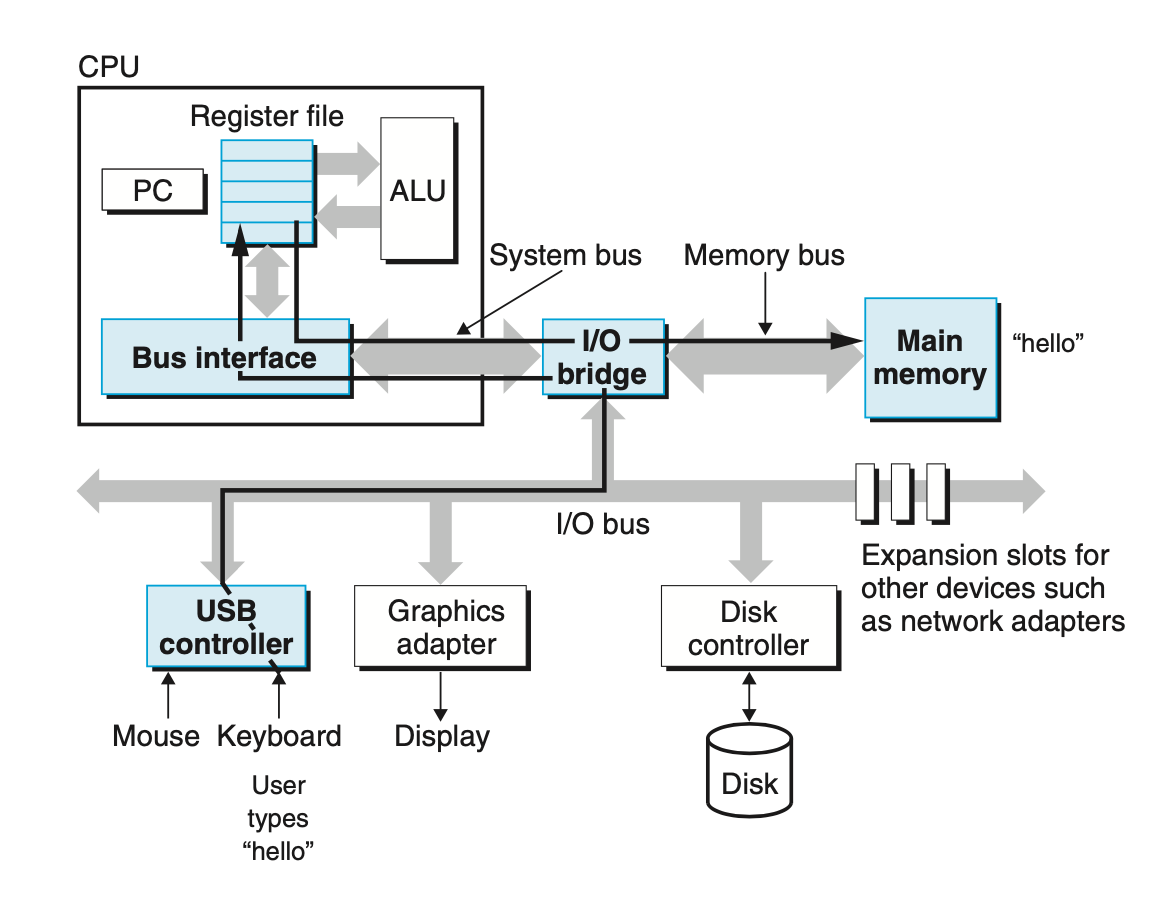 CPU
Register file
PC
ALU
System bus
Memory bus
Bus interface
I/O
bridge
Main
memory
“hello”
I/O bus
Expansion slots for
other devices such
as network adapters
USB
controller
Graphics
adapter
Disk
controller
Mouse
Keyboard
Display
Disk
User
types
“hello”